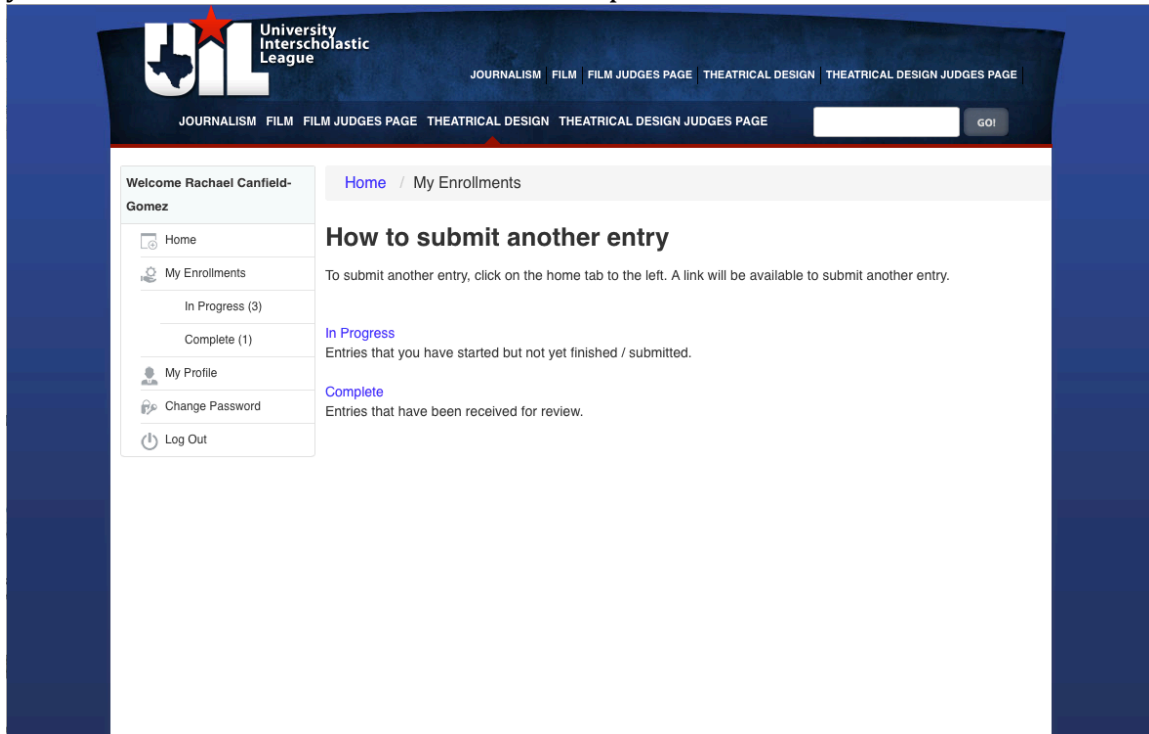 University
Interscholastic
League
JOURNALISM FILM FILM JUDGES PAGE THEATRICAL DESIGN THEATRICAL DESIGN JUDGES PAGE
JOURNALISM FILM FILM JUDGES PAGE THEATRICAL DESIGN THEATRICAL DESIGN JUDGES PAGE GO!
Welcome Rachael Canfield-
Gomez
Home / My Enrollments
Home
My Enrollments
In Progress (3)
Complete (1)
My Profile
Change Password
Log Out
How to submit another entry
To submit another entry, click on the home tab to the left. A link will be available to submit another entry.
In Progress
Entries that you have started but not yet finished / submitted.
Complete
Entries that have been received for review.